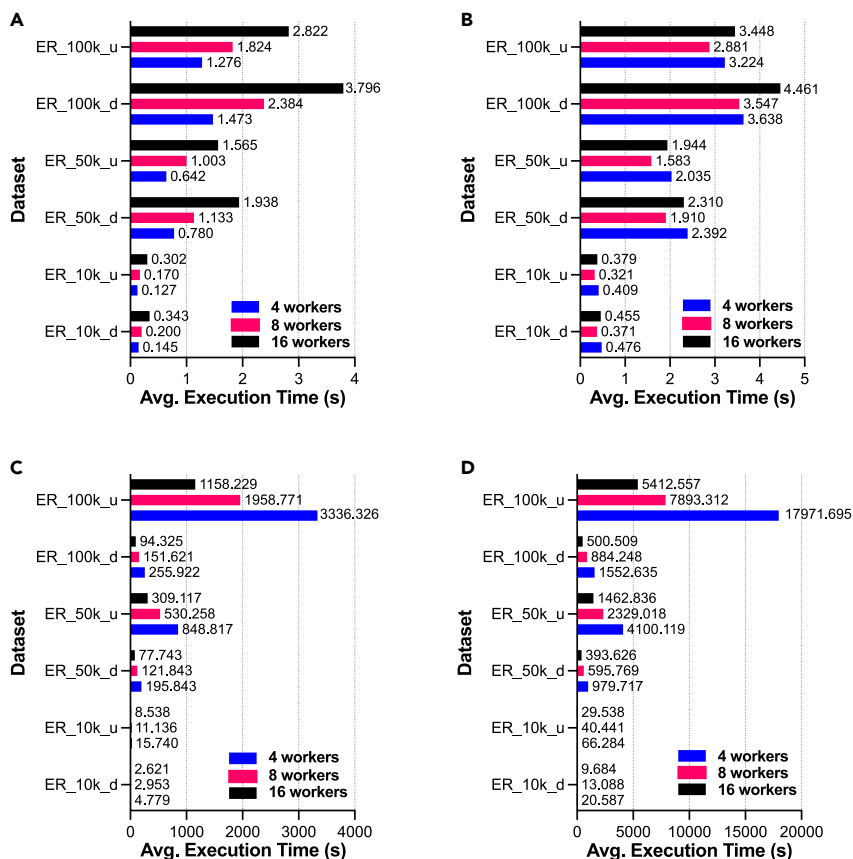 A
ER_100k_u
2.822
1.824
1.276
ER_100k_d
3.796
2.384
1.473
ER_50k_u
1.565
1.003
0.642
ER_50k_d
1.938
1.133
0.780
ER_10k_u
0.302
0.170
0.127
ER_10k_d
0.343
0.200
0.145
Dataset
4 workers
8 workers
16 workers
0 1 2 3 4
Avg. Execution Time (s)
B
ER_100k_u
3.448
2.881
3.224
ER_100k_d
4.461
3.547
3.638
ER_50k_u
1.944
1.583
2.035
ER_50k_d
2.310
1.910
2.392
ER_10k_u
0.379
0.321
0.409
ER_10k_d
0.455
0.371
0.476
Dataset
4 workers
8 workers
16 workers
0 1 2 3 4 5
Avg. Execution Time (s)
C
ER_100k_u
1158.229
1958.771
3336.326
ER_100k_d
94.325
151.621
255.922
ER_50k_u
309.117
530.258
848.817
ER_50k_d
77.743
121.843
195.843
ER_10k_u
8.538
11.136
15.740
ER_10k_d
2.621
2.953
4.779
Dataset
4 workers
8 workers
16 workers
0 1000 2000 3000 4000
Avg. Execution Time (s)
D
ER_100k_u
5412.557
7893.312
17971.695
ER_100k_d
500.509
884.248
1552.635
ER_50k_u
1462.836
2329.018
4100.119
ER_50k_d
393.626
595.769
979.717
ER_10k_u
29.538
40.441
66.284
ER_10k_d
9.684
13.088
20.587
Dataset
4 workers
8 workers
16 workers
0 5000 10000 15000 20000
Avg. Execution Time (s)